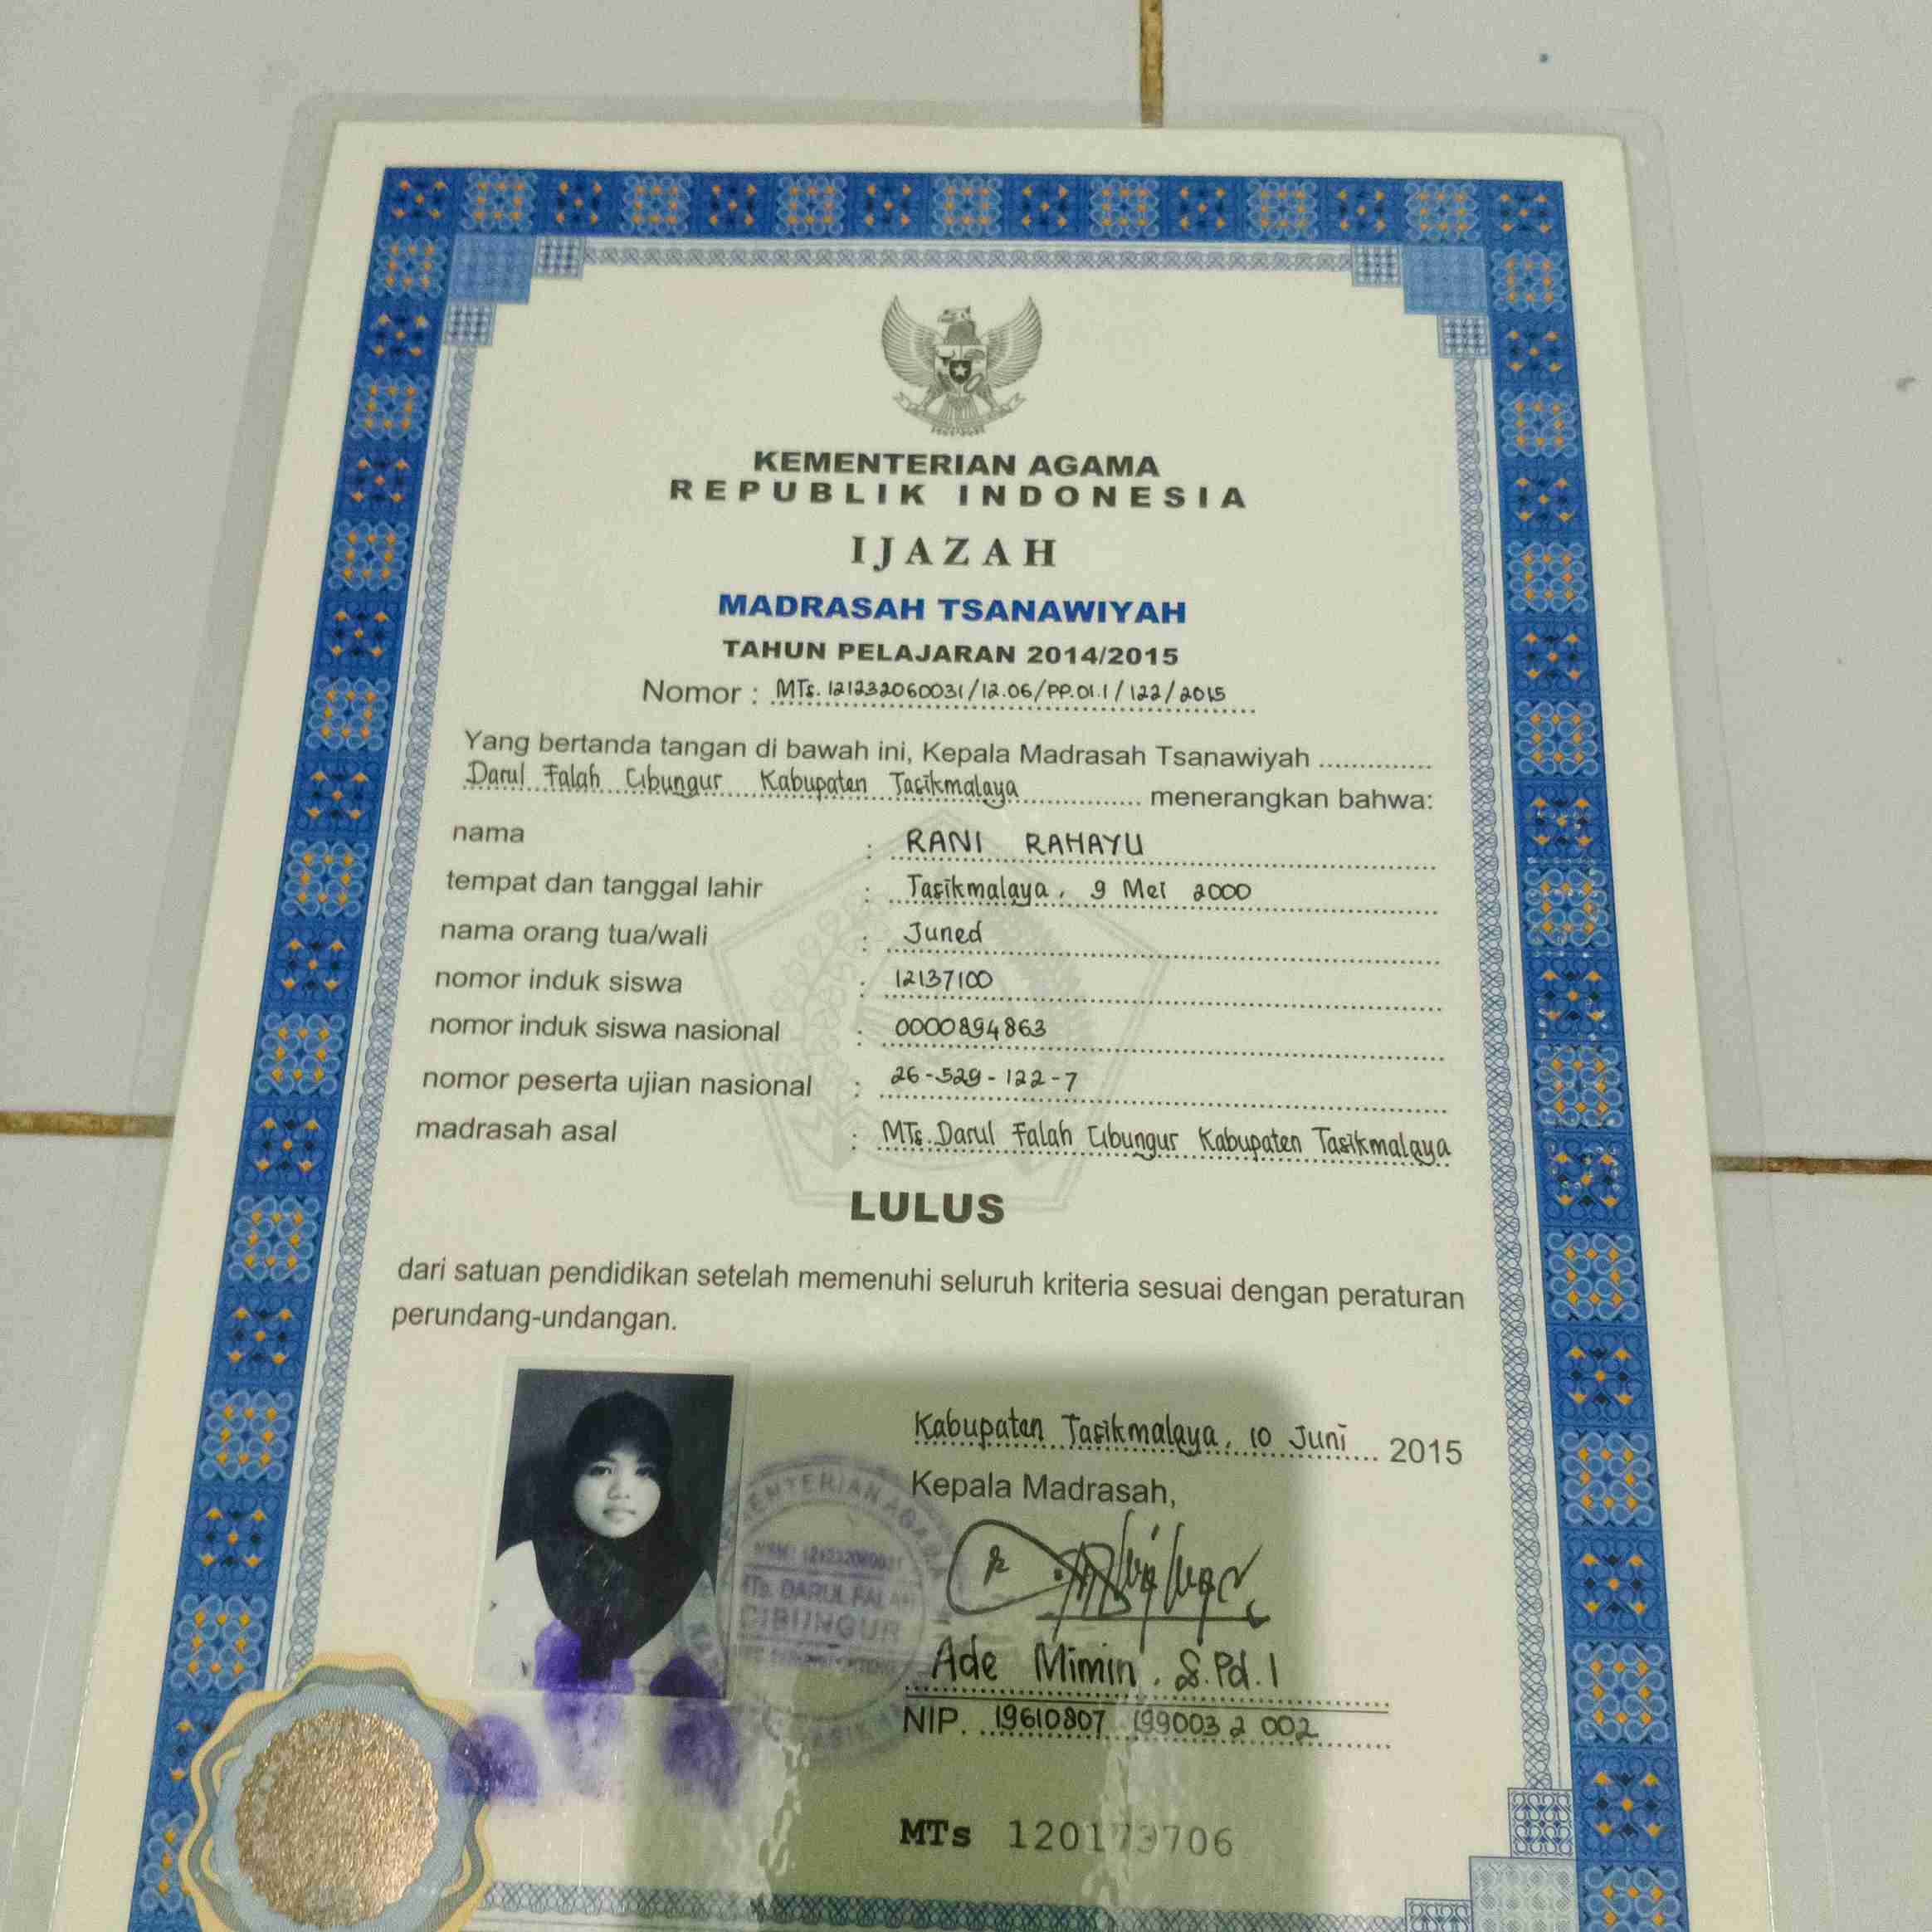 KEMENTERIAN AGAMA
REPUBLIK INDONESIA
IJAZAH
MADRASAH TSANAWIYAH
TAHUN PELAJARAN 2014/2015
Nomor : MTs. 121232060031/12.06/PP.01.1/122/2015
Yang bertanda tangan di bawah ini, Kepala Madrasah Tsanawiyah
Darul Falah Cibungur Kabupaten Tasikmalaya menerangkan bahwa:
nama : RANI RAHAYU
tempat dan tanggal lahir : Tasikmalaya, 9 Mei 2000
nama orang tua/wali : Juned
nomor induk siswa : 12137100
nomor induk siswa nasional : 0000894863
nomor peserta ujian nasional : 26-529-122-7
madrasah asal : MTs. Darul Falah Cibungur Kabupaten Tasikmalaya
LULUS
dari satuan pendidikan setelah memenuhi seluruh kriteria sesuai dengan peraturan
perundang-undangan.
Kabupaten Tasikmalaya, 10 Juni 2015
Kepala Madrasah,
KEMENTERIAN AGAMA
MTs. DARUL FALAH
CIBUNGUR
Ade Mimin, S.Pd.I
NIP. 19610807 199003 2 002
MTs 120173706